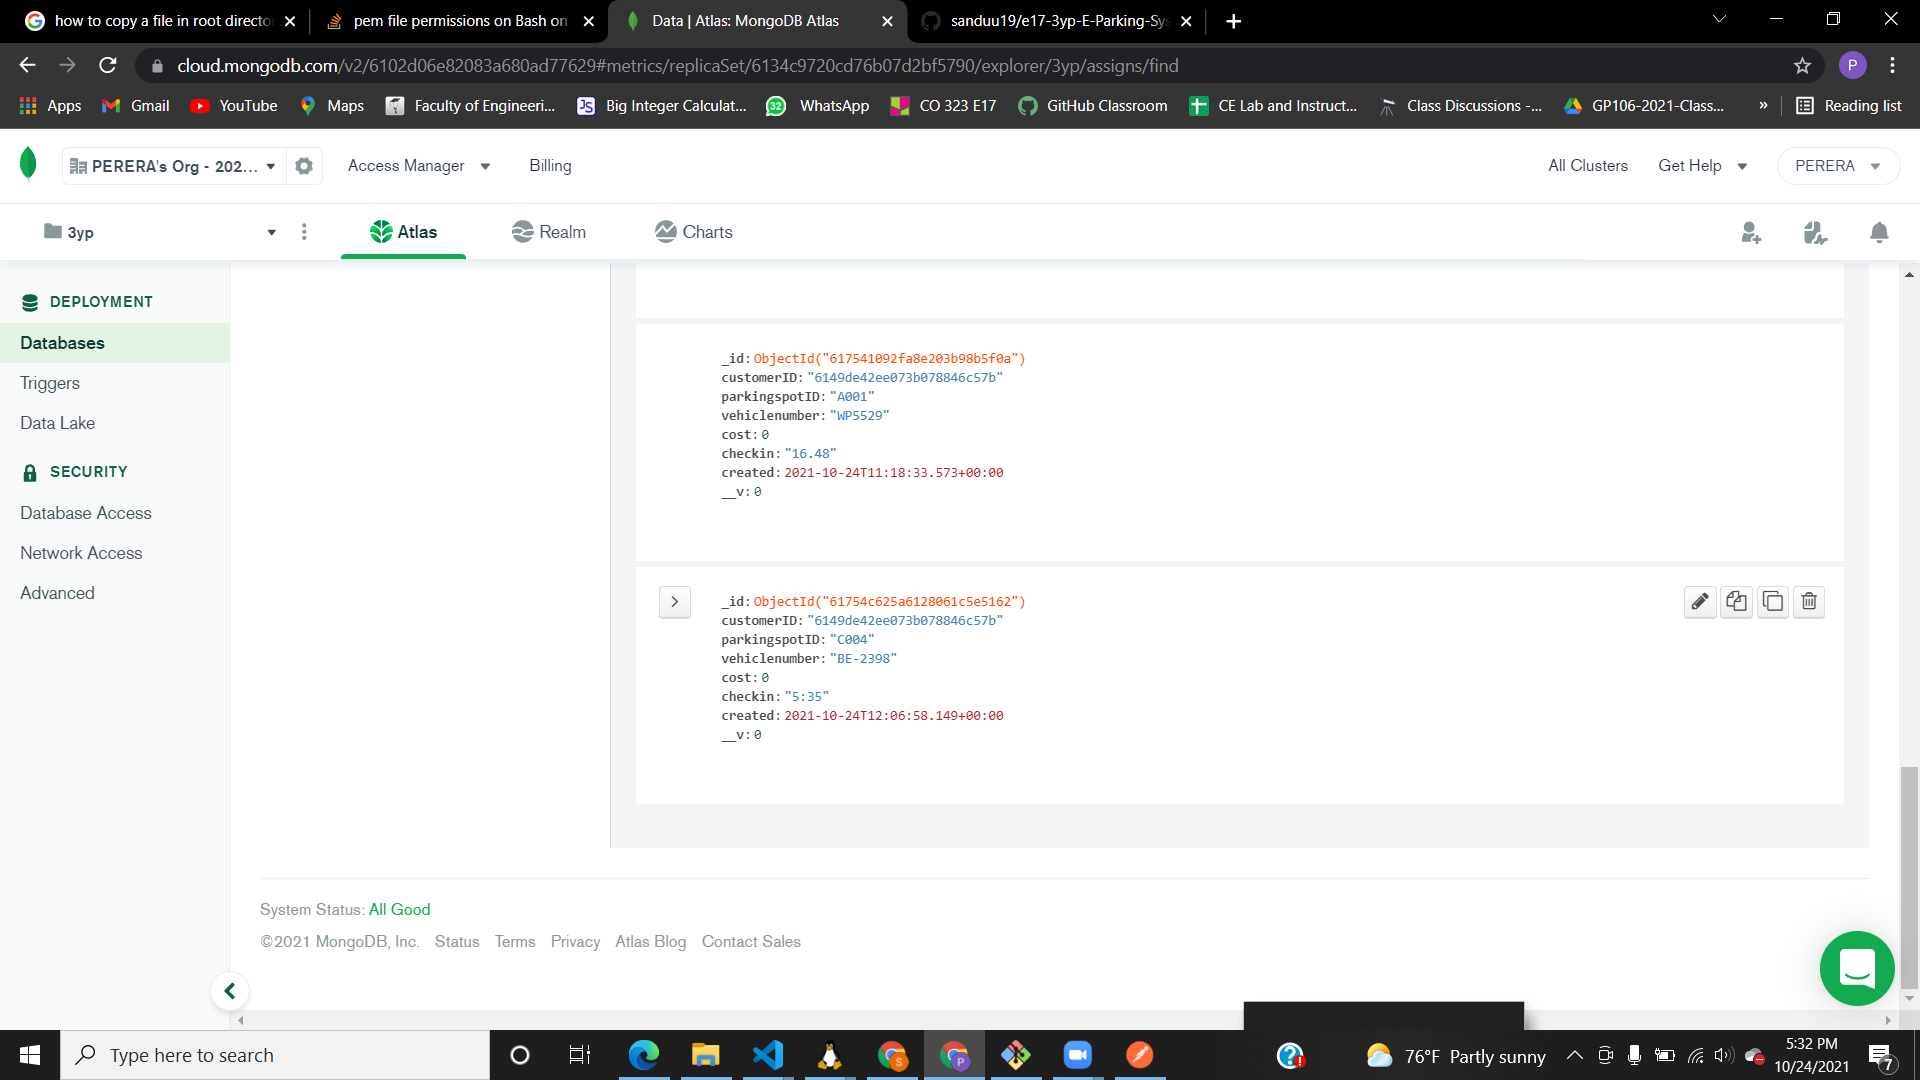 how to copy a file in root directo
pem file permissions on Bash on
Data | Atlas: MongoDB Atlas
sanduu19/e17-3yp-E-Parking-Sys
cloud.mongodb.com/v2/6102d06e82083a680ad77629#metrics/replicaSet/6134c9720cd76b07d2bf5790/explorer/3yp/assigns/find
P
Apps
Gmail
YouTube
Maps
Faculty of Engineeri...
JS
Big Integer Calculat...
32
WhatsApp
CO 323 E17
GitHub Classroom
CE Lab and Instruct...
Class Discussions -...
GP106-2021-Class...
»
Reading list
PERERA's Org - 202...
Access Manager
Billing
All Clusters
Get Help
PERERA
3yp
Atlas
Realm
Charts
DEPLOYMENT
Databases
Triggers
Data Lake
SECURITY
Database Access
Network Access
Advanced
_id: ObjectId("617541092fa8e203b98b5f0a")
customerID: "6149de42ee073b078846c57b"
parkingspotID: "A001"
vehiclenumber: "WP5529"
cost: 0
checkin: "16.48"
created: 2021-10-24T11:18:33.573+00:00
__v: 0
_id: ObjectId("61754c625a6128061c5e5162")
customerID: "6149de42ee073b078846c57b"
parkingspotID: "C004"
vehiclenumber: "BE-2398"
cost: 0
checkin: "5:35"
created: 2021-10-24T12:06:58.149+00:00
__v: 0
System Status: All Good
©2021 MongoDB, Inc. Status Terms Privacy Atlas Blog Contact Sales
Type here to search
S
P
76°F Partly sunny
5:32 PM
10/24/2021
7